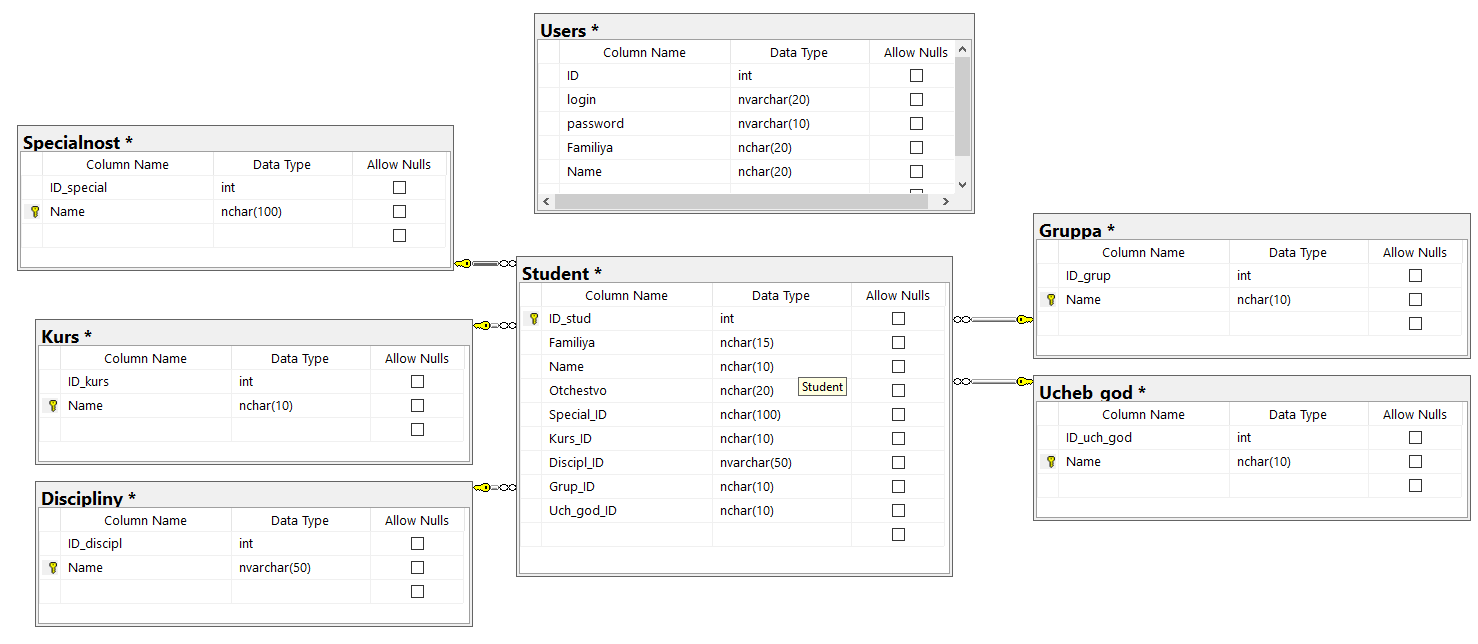 Users *
Column Name Data Type Allow Nulls
ID int
login nvarchar(20)
password nvarchar(10)
Familiya nchar(20)
Name nchar(20)
Specialnost *
Column Name Data Type Allow Nulls
ID_special int
Name nchar(100)
Kurs *
Column Name Data Type Allow Nulls
ID_kurs int
Name nchar(10)
Discipliny *
Column Name Data Type Allow Nulls
ID_discipl int
Name nvarchar(50)
Student *
Column Name Data Type Allow Nulls
ID_stud int
Familiya nchar(15)
Name nchar(10)
Otchestvo nchar(20)
Student
Special_ID nchar(100)
Kurs_ID nchar(10)
Discipl_ID nvarchar(50)
Grup_ID nchar(10)
Uch_god_ID nchar(10)
Gruppa *
Column Name Data Type Allow Nulls
ID_grup int
Name nchar(10)
Ucheb_god *
Column Name Data Type Allow Nulls
ID_uch_god int
Name nchar(10)